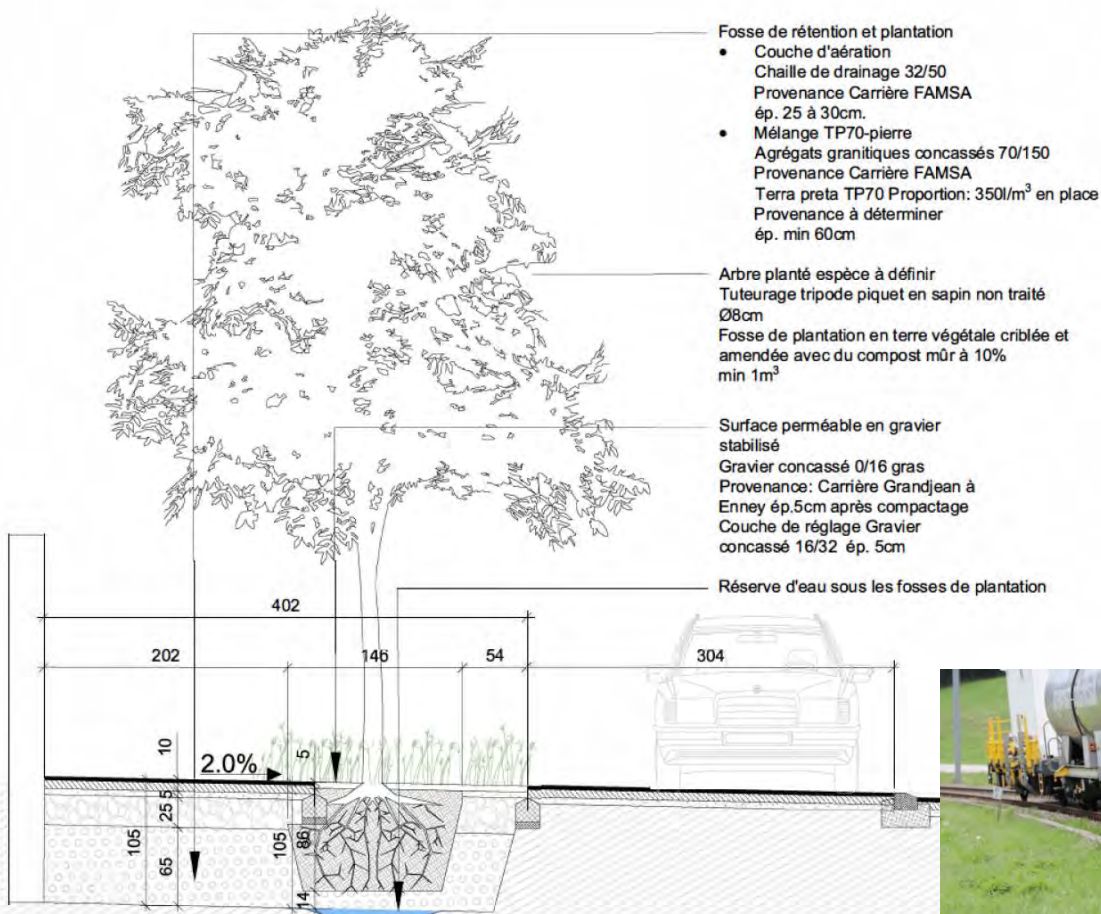 Fosse de rétention et plantation
• Couche d'aération
Chaille de drainage 32/50
Provenance Carrière FAMSA
ép. 25 à 30cm.
• Mélange TP70-pierre
Agrégats granitiques concassés 70/150
Provenance Carrière FAMSA
Terra preta TP70 Proportion: 350l/m³ en place
Provenance à déterminer
ép. min 60cm
Arbre planté espèce à définir
Tuteurage tripode piquet en sapin non traité
Ø8cm
Fosse de plantation en terre végétale criblée et
amendée avec du compost mûr à 10%
min 1m³
Surface perméable en gravier
stabilisé
Gravier concassé 0/16 gras
Provenance: Carrière Grandjean à
Enney ép.5cm après compactage
Couche de réglage Gravier
concassé 16/32 ép. 5cm
Réserve d'eau sous les fosses de plantation
402
202 146 54 304
10
5
2.0%
5
25
105
65
105
86
14